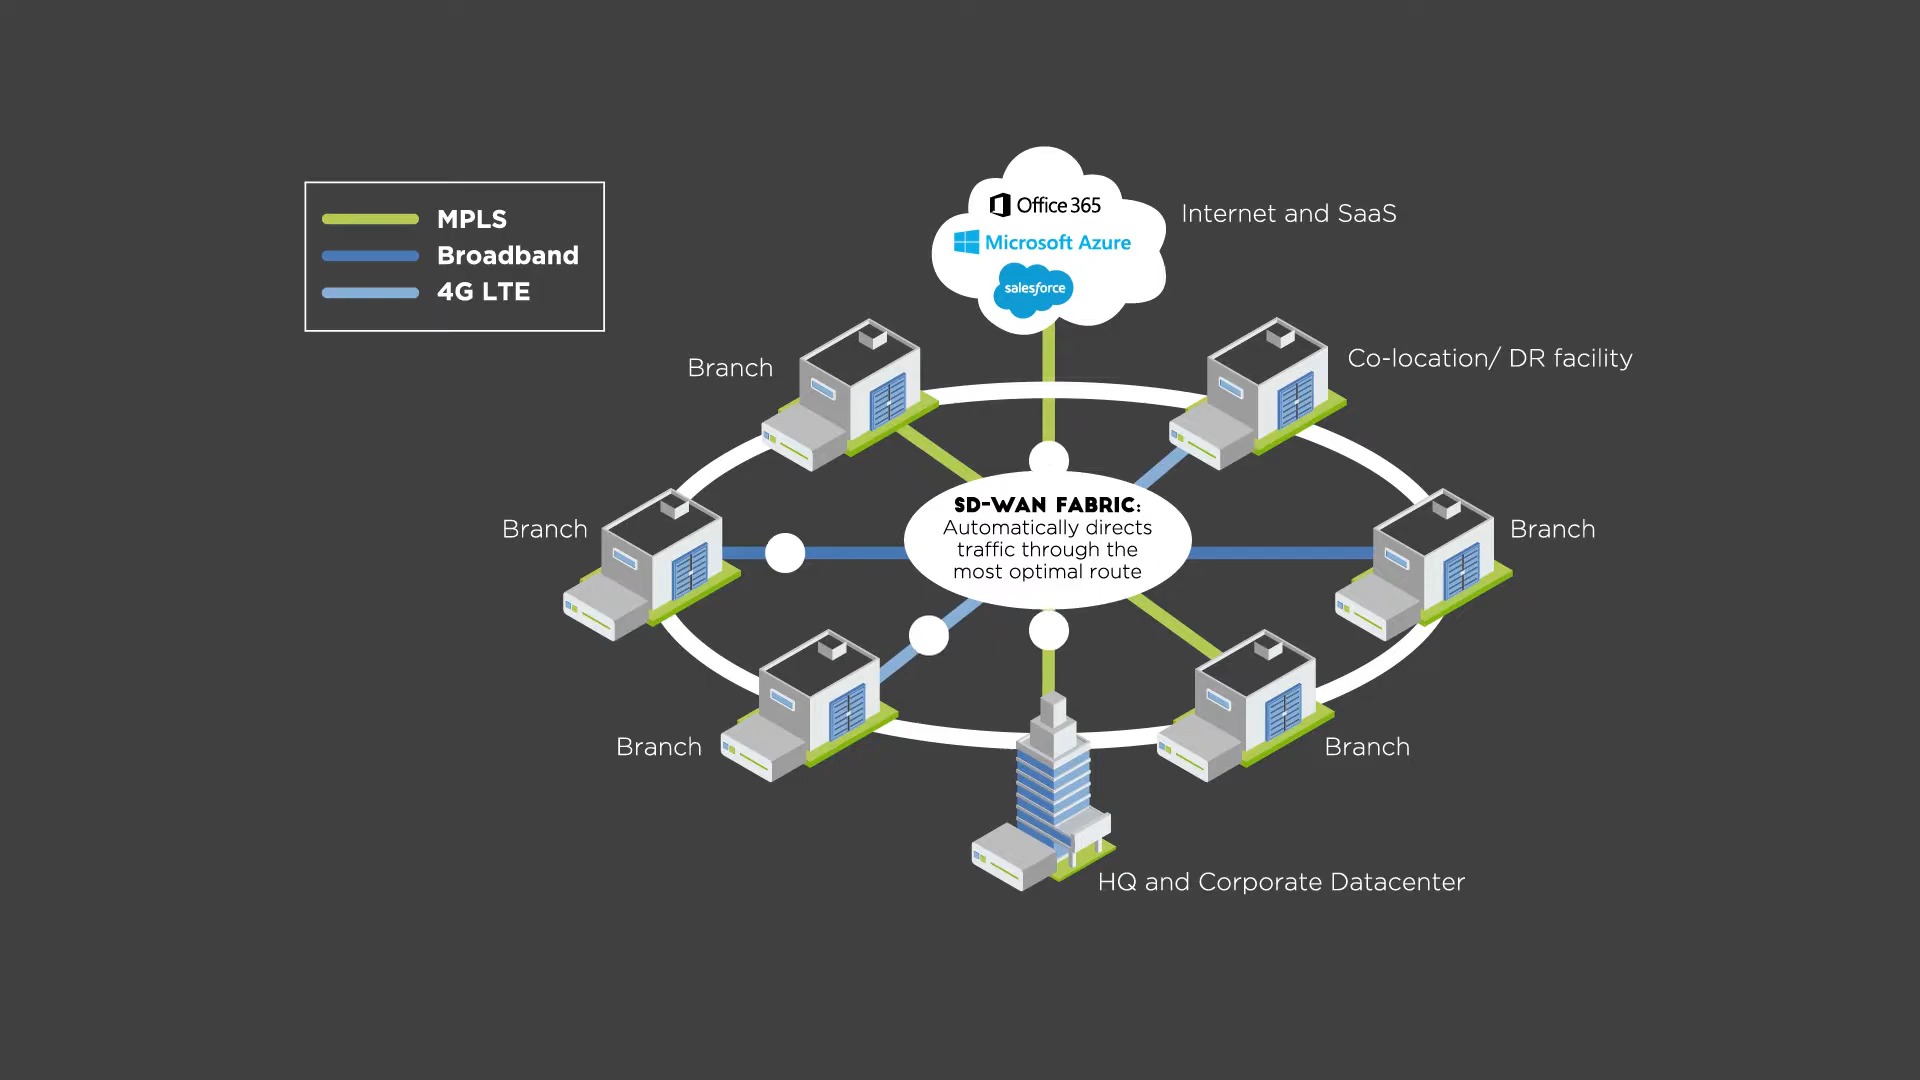 MPLS
Broadband
4G LTE
Office 365
Microsoft Azure
salesforce
Internet and SaaS
Branch
Co-location/ DR facility
Branch
SD-WAN FABRIC:
Automatically directs
traffic through the
most optimal route
Branch
Branch
Branch
HQ and Corporate Datacenter